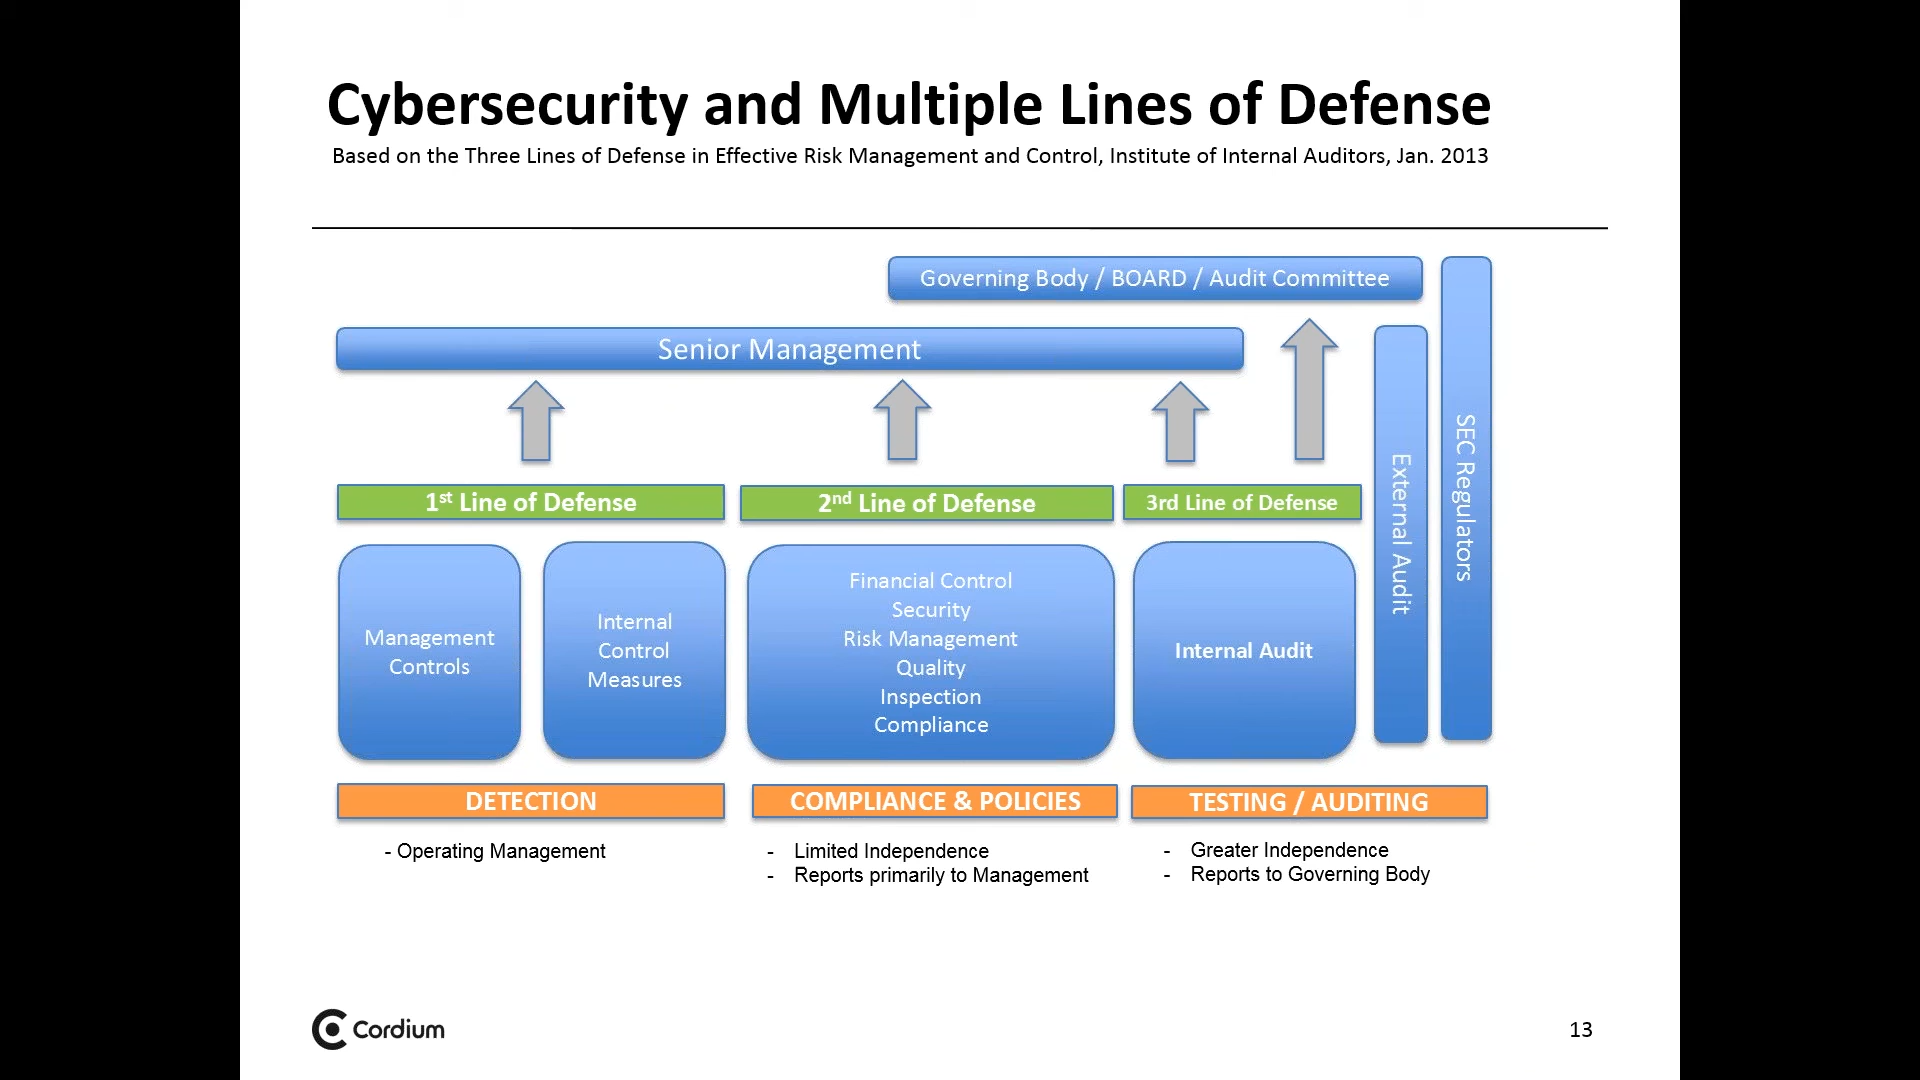 Cybersecurity and Multiple Lines of Defense
Based on the Three Lines of Defense in Effective Risk Management and Control, Institute of Internal Auditors, Jan. 2013
Governing Body / BOARD / Audit Committee
Senior Management
1st Line of Defense
2nd Line of Defense
3rd Line of Defense
Management
Controls
Internal
Control
Measures
Financial Control
Security
Risk Management
Quality
Inspection
Compliance
Internal Audit
External Audit
SEC Regulators
DETECTION
COMPLIANCE & POLICIES
TESTING / AUDITING
- Operating Management
- Limited Independence
- Reports primarily to Management
- Greater Independence
- Reports to Governing Body
Cordium
13